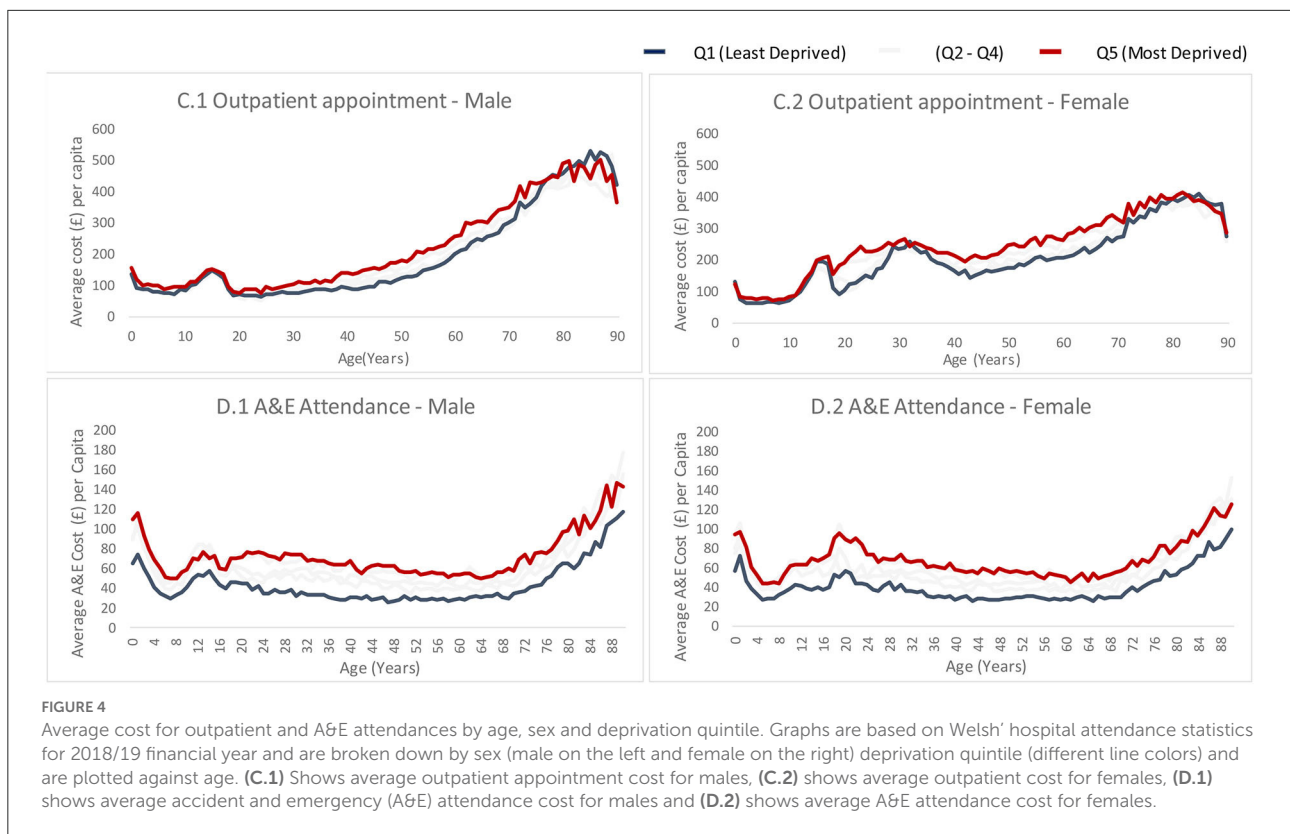 Q1 (Least Deprived) (Q2 - Q4) Q5 (Most Deprived)
C.1 Outpatient appointment - Male
Average cost (£) per capita
600
500
400
300
200
100
0
0 10 20 30 40 50 60 70 80 90
Age(Years)
C.2 Outpatient appointment - Female
Average cost (£) per capita
600
500
400
300
200
100
0
0 10 20 30 40 50 60 70 80 90
Age (Years)
D.1 A&E Attendance - Male
Average A&E Cost (£) per Capita
200
180
160
140
120
100
80
60
40
20
0
0 4 8 12 16 20 24 28 32 36 40 44 48 52 56 60 64 68 72 76 80 84 88
Age (Years)
D.2 A&E Attendance - Female
Average A&E Cost (£) per Capita
200
180
160
140
120
100
80
60
40
20
0
0 4 8 12 16 20 24 28 32 36 40 44 48 52 56 60 64 68 72 76 80 84 88
Age (Years)
FIGURE 4
Average cost for outpatient and A&E attendances by age, sex and deprivation quintile. Graphs are based on Welsh’ hospital attendance statistics
for 2018/19 financial year and are broken down by sex (male on the left and female on the right) deprivation quintile (different line colors) and
are plotted against age. (C.1) Shows average outpatient appointment cost for males, (C.2) shows average outpatient cost for females, (D.1)
shows average accident and emergency (A&E) attendance cost for males and (D.2) shows average A&E attendance cost for females.